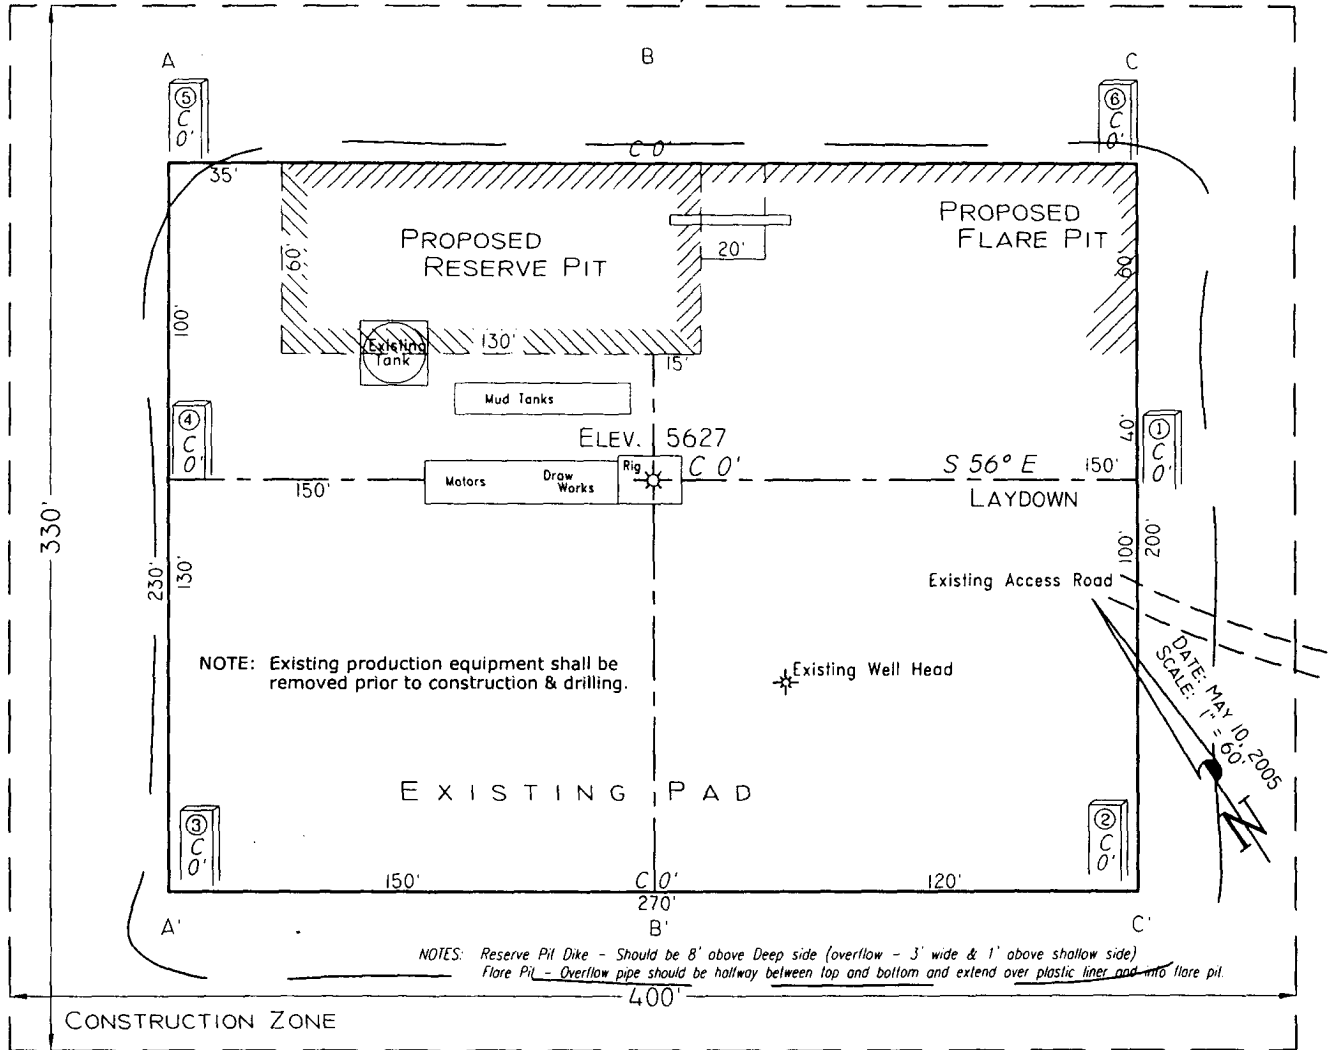 A
B
C
⑤
C
0'
⑥
C
0'
C 0'
35'
PROPOSED
RESERVE PIT
PROPOSED
FLARE PIT
60'
20'
60'
100'
Existing
Tank
130'
15'
Mud Tanks
④
C
0'
ELEV. 5627
C 0'
40'
①
C
0'
Motors
Draw
Works
Rig
150'
S 56° E
150'
LAYDOWN
330'
230'
130'
100'
200'
Existing Access Road
NOTE: Existing production equipment shall be
removed prior to construction & drilling.
Existing Well Head
DATE: MAY 10, 2005
SCALE: 1" = 60'
N
EXISTING PAD
③
C
0'
②
C
0'
150'
C 0'
120'
270'
A'
B'
C'
NOTES: Reserve Pit Dike - Should be 8' above Deep side (overflow - 3' wide & 1' above shallow side)
Flare Pit - Overflow pipe should be halfway between top and bottom and extend over plastic liner and into flare pit.
400'
CONSTRUCTION ZONE